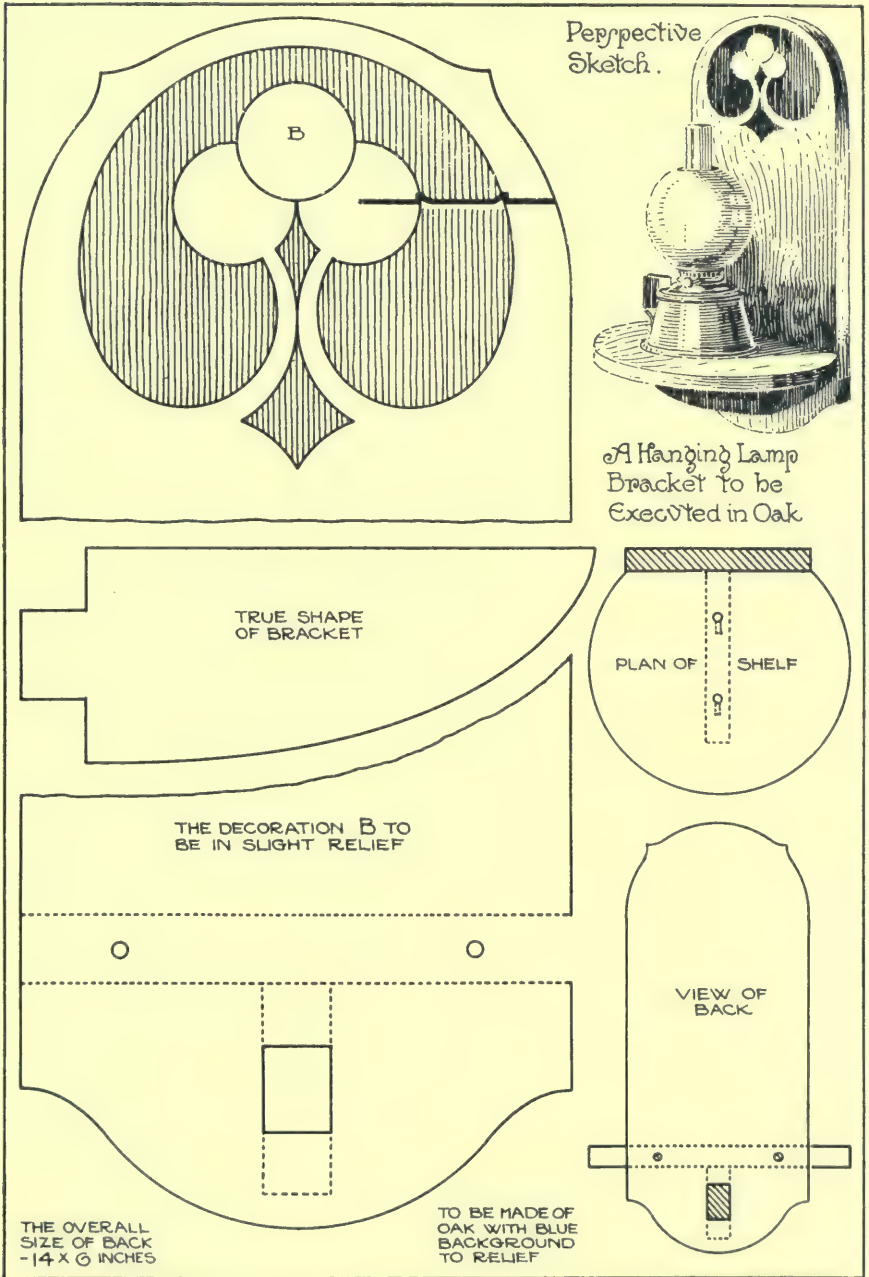 Perspective
Sketch.
B
A Hanging Lamp
Bracket to be
Executed in Oak
TRUE SHAPE
OF BRACKET
PLAN OF SHELF
THE DECORATION B TO
BE IN SLIGHT RELIEF
VIEW OF
BACK
THE OVERALL
SIZE OF BACK
-14 X 6 INCHES
TO BE MADE OF
OAK WITH BLUE
BACKGROUND
TO RELIEF